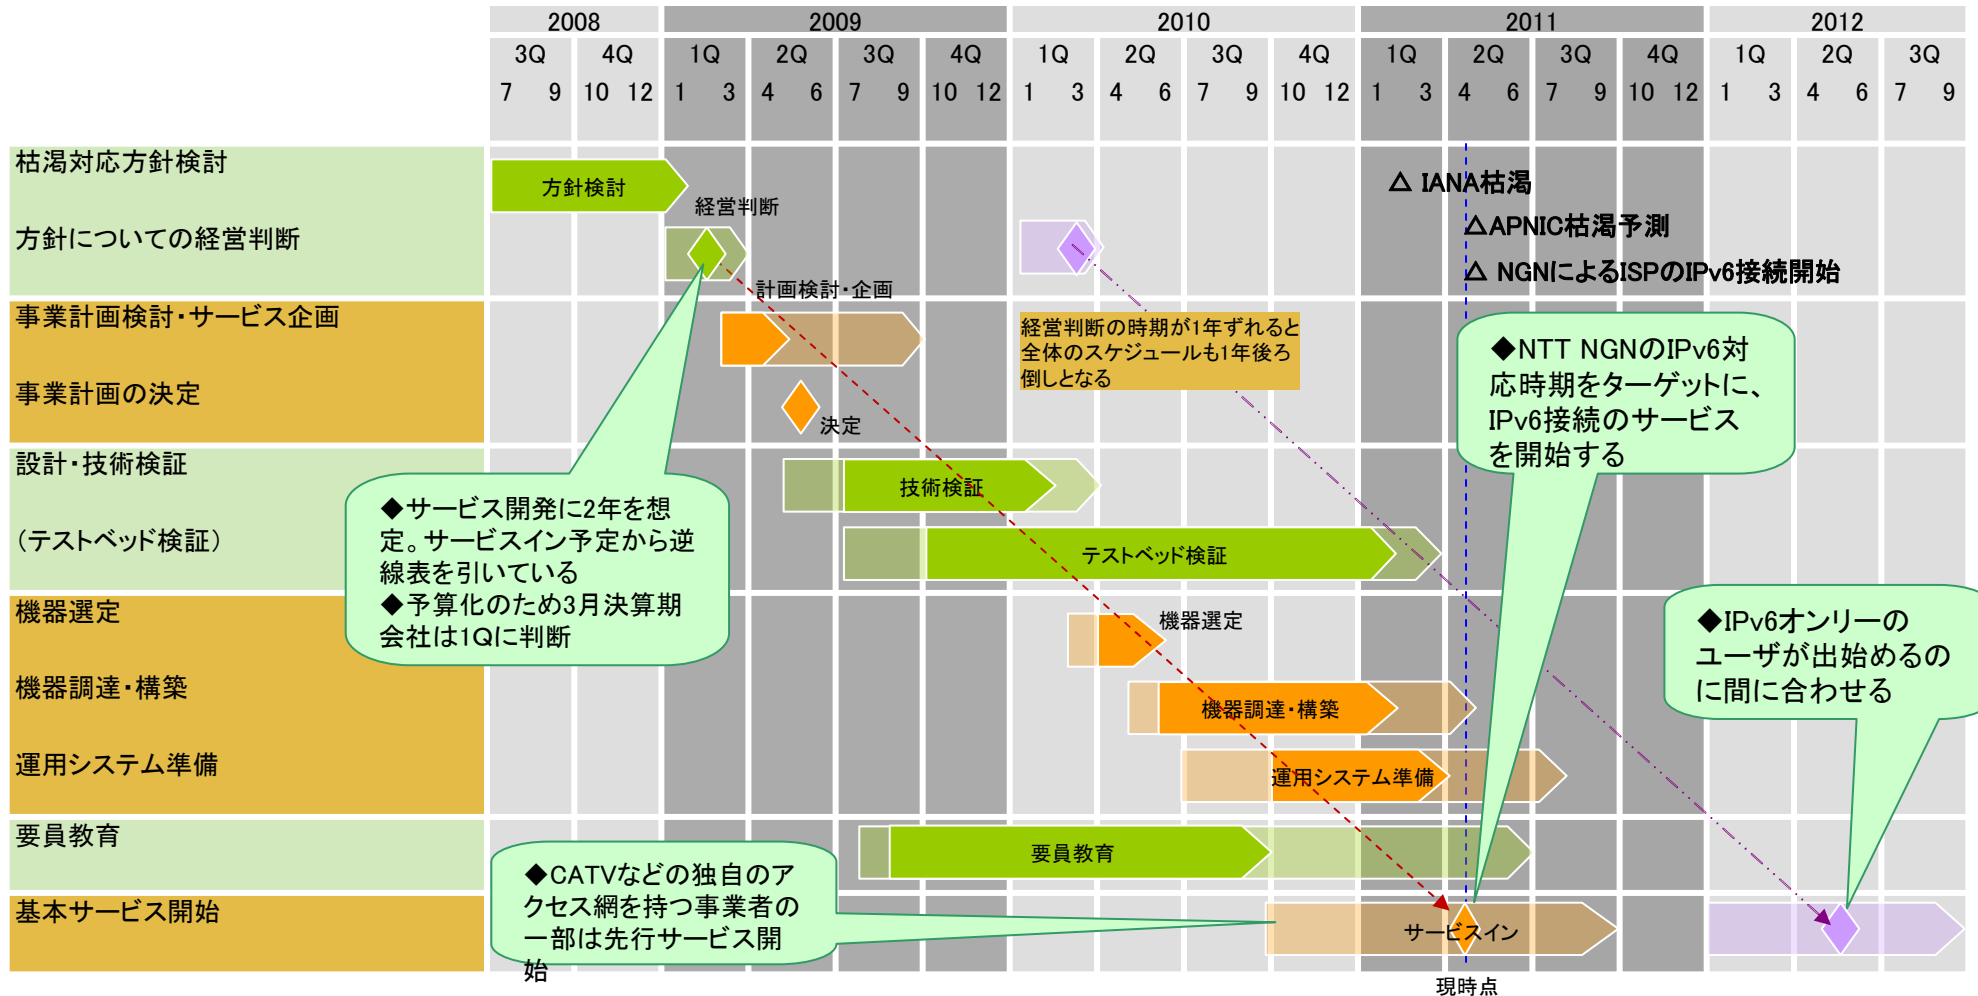 2008 2009 2010 2011 2012
3Q 4Q 1Q 2Q 3Q 4Q 1Q 2Q 3Q 4Q 1Q 2Q 3Q 4Q 1Q 2Q 3Q
7 9 10 12 1 3 4 6 7 9 10 12 1 3 4 6 7 9 10 12 1 3 4 6 7 9 10 12 1 3 4 6 7 9
枯渇対応方針検討
方針検討
経営判断
△ IANA枯渇
方針についての経営判断
△APNIC枯渇予測
△ NGNによるISPのIPv6接続開始
計画検討・企画
事業計画検討・サービス企画
経営判断の時期が1年ずれると
全体のスケジュールも1年後ろ
倒しとなる
◆NTT NGNのIPv6対
応時期をターゲットに、
IPv6接続のサービス
を開始する
事業計画の決定
決定
設計・技術検証
技術検証
◆サービス開発に2年を想
定。サービスイン予定から逆
線表を引いている
◆予算化のため3月決算期
会社は1Qに判断
（テストベッド検証）
テストベッド検証
機器選定
機器選定
◆IPv6オンリーの
ユーザが出始めるの
に間に合わせる
機器調達・構築
機器調達・構築
運用システム準備
運用システム準備
要員教育
要員教育
◆CATVなどの独自のア
クセス網を持つ事業者の
一部は先行サービス開
始
基本サービス開始
サービスイン
現時点